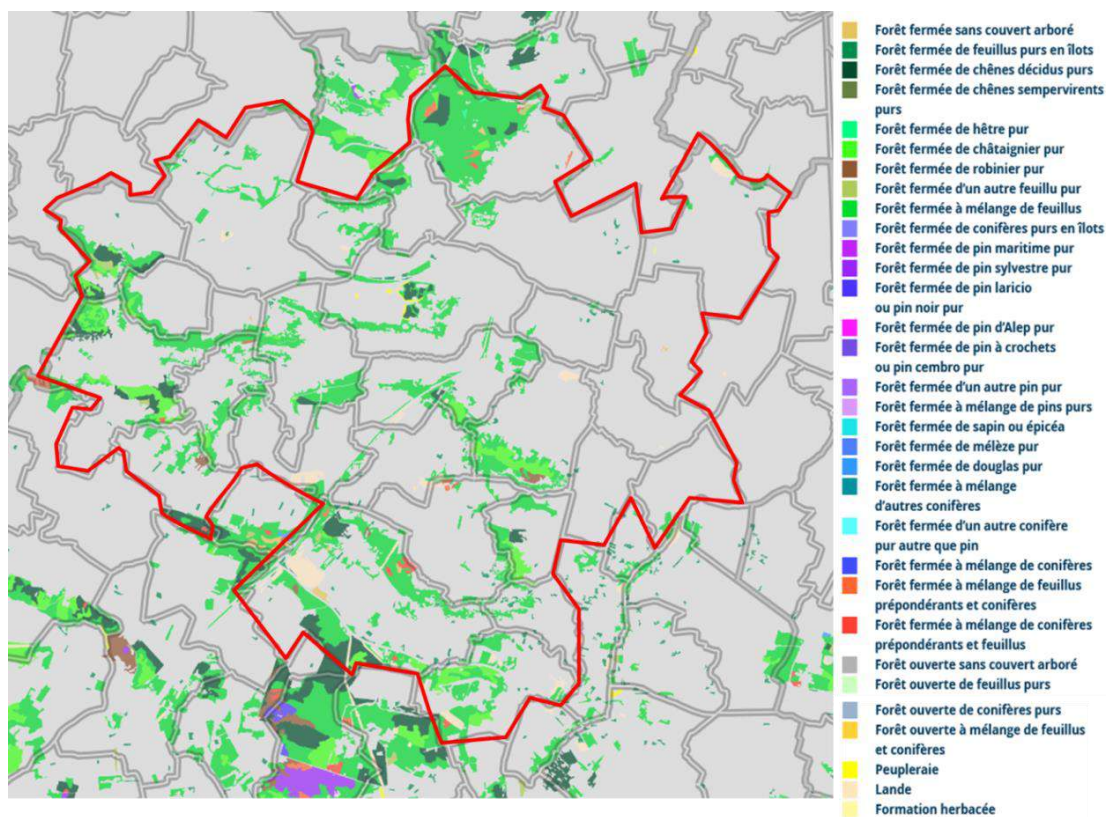 Forêt fermée sans couvert arboré
Forêt fermée de feuillus purs en îlots
Forêt fermée de chênes décidus purs
Forêt fermée de chênes sempervirents
purs
Forêt fermée de hêtre pur
Forêt fermée de châtaignier pur
Forêt fermée de robinier pur
Forêt fermée d'un autre feuillu pur
Forêt fermée à mélange de feuillus
Forêt fermée de conifères purs en îlots
Forêt fermée de pin maritime pur
Forêt fermée de pin sylvestre pur
Forêt fermée de pin laricio
ou pin noir pur
Forêt fermée de pin d'Alep pur
Forêt fermée de pin à crochets
ou pin cembro pur
Forêt fermée d'un autre pin pur
Forêt fermée à mélange de pins purs
Forêt fermée de sapin ou épicéa
Forêt fermée de mélèze pur
Forêt fermée de douglas pur
Forêt fermée à mélange
d'autres conifères
Forêt fermée d'un autre conifère
pur autre que pin
Forêt fermée à mélange de conifères
Forêt fermée à mélange de feuillus
prépondérants et conifères
Forêt fermée à mélange de conifères
prépondérants et feuillus
Forêt ouverte sans couvert arboré
Forêt ouverte de feuillus purs
Forêt ouverte de conifères purs
Forêt ouverte à mélange de feuillus
et conifères
Peupleraie
Lande
Formation herbacée